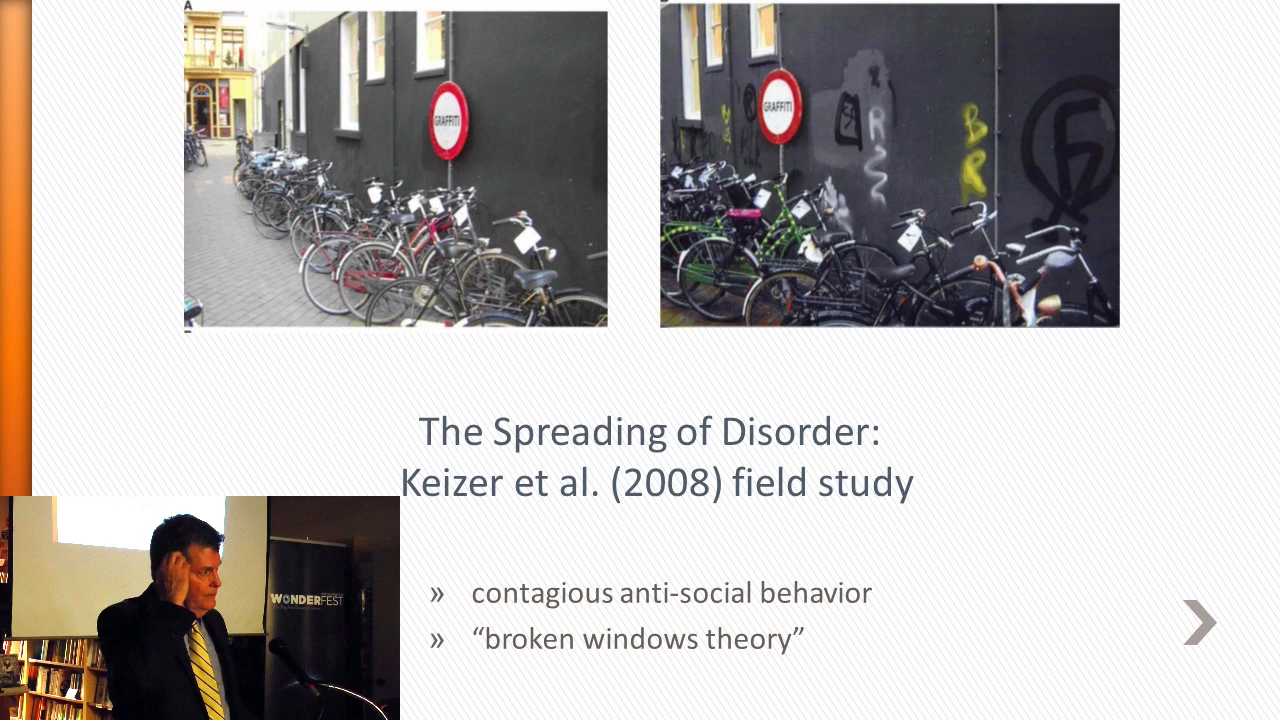 A
GRAFFITI
GRAFFITI
B
R
The Spreading of Disorder:
Keizer et al. (2008) field study
» contagious anti-social behavior
» “broken windows theory”
WONDERFEST